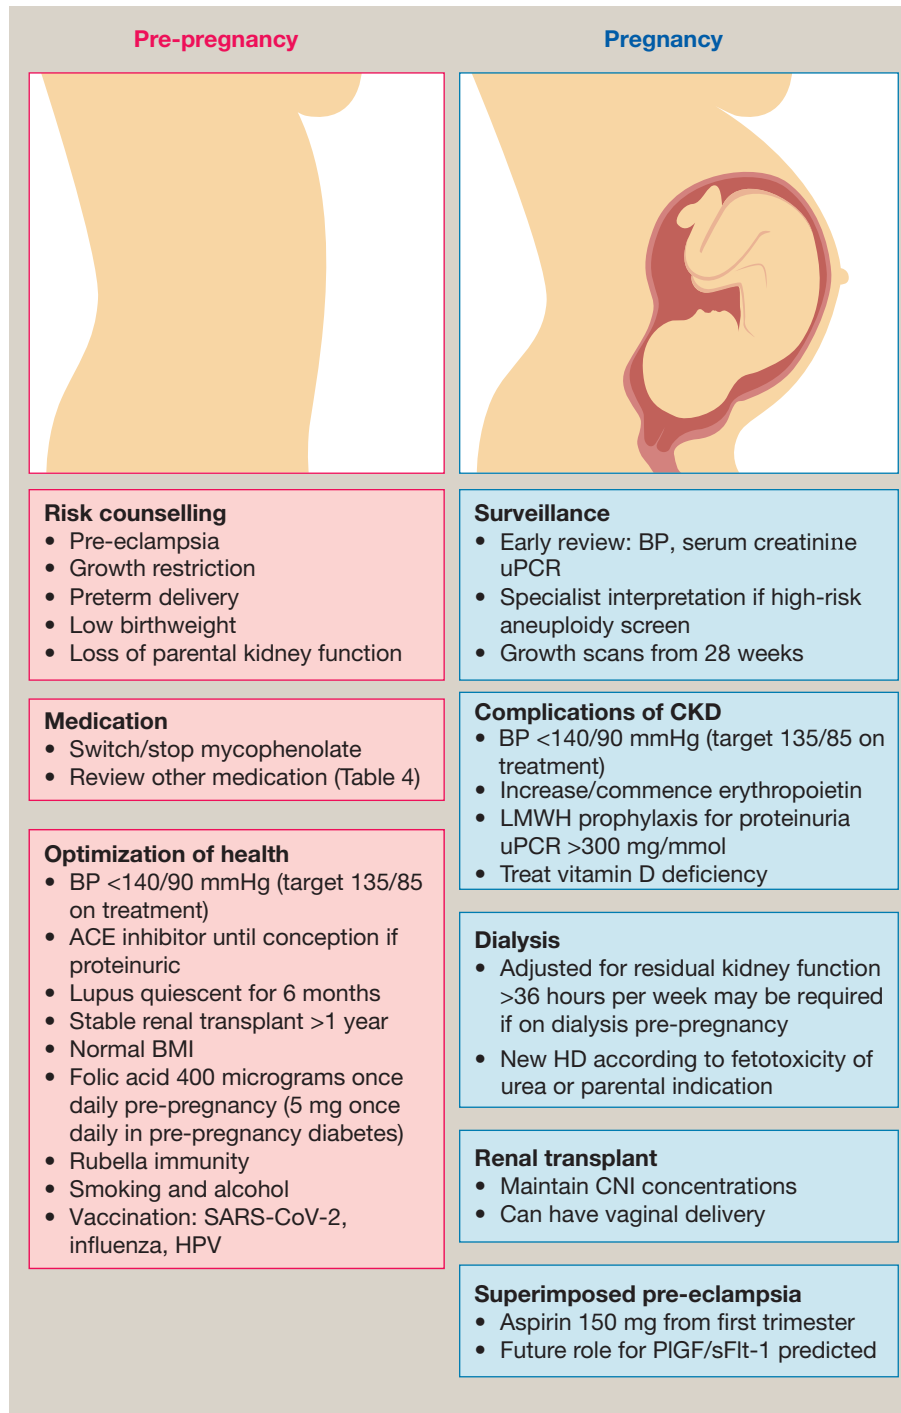 Pre-pregnancy
Risk counselling
• Pre-eclampsia
• Growth restriction
• Preterm delivery
• Low birthweight
• Loss of parental kidney function
Medication
• Switch/stop mycophenolate
• Review other medication (Table 4)
Optimization of health
• BP <140/90 mmHg (target 135/85
on treatment)
• ACE inhibitor until conception if
proteinuric
• Lupus quiescent for 6 months
• Stable renal transplant >1 year
• Normal BMI
• Folic acid 400 micrograms once
daily pre-pregnancy (5 mg once
daily in pre-pregnancy diabetes)
• Rubella immunity
• Smoking and alcohol
• Vaccination: SARS-CoV-2,
influenza, HPV
Pregnancy
Surveillance
• Early review: BP, serum creatinine
uPCR
• Specialist interpretation if high-risk
aneuploidy screen
• Growth scans from 28 weeks
Complications of CKD
• BP <140/90 mmHg (target 135/85 on
treatment)
• Increase/commence erythropoietin
• LMWH prophylaxis for proteinuria
uPCR >300 mg/mmol
• Treat vitamin D deficiency
Dialysis
• Adjusted for residual kidney function
>36 hours per week may be required
if on dialysis pre-pregnancy
• New HD according to fetotoxicity of
urea or parental indication
Renal transplant
• Maintain CNI concentrations
• Can have vaginal delivery
Superimposed pre-eclampsia
• Aspirin 150 mg from first trimester
• Future role for PlGF/sFlt-1 predicted